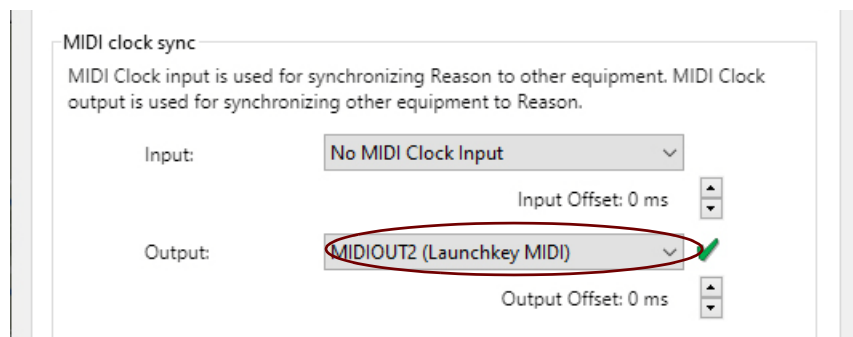 MIDI clock sync
MIDI Clock input is used for synchronizing Reason to other equipment. MIDI Clock
output is used for synchronizing other equipment to Reason.
Input: No MIDI Clock Input
Input Offset: 0 ms
Output: MIDIOUT2 (Launchkey MIDI)
Output Offset: 0 ms